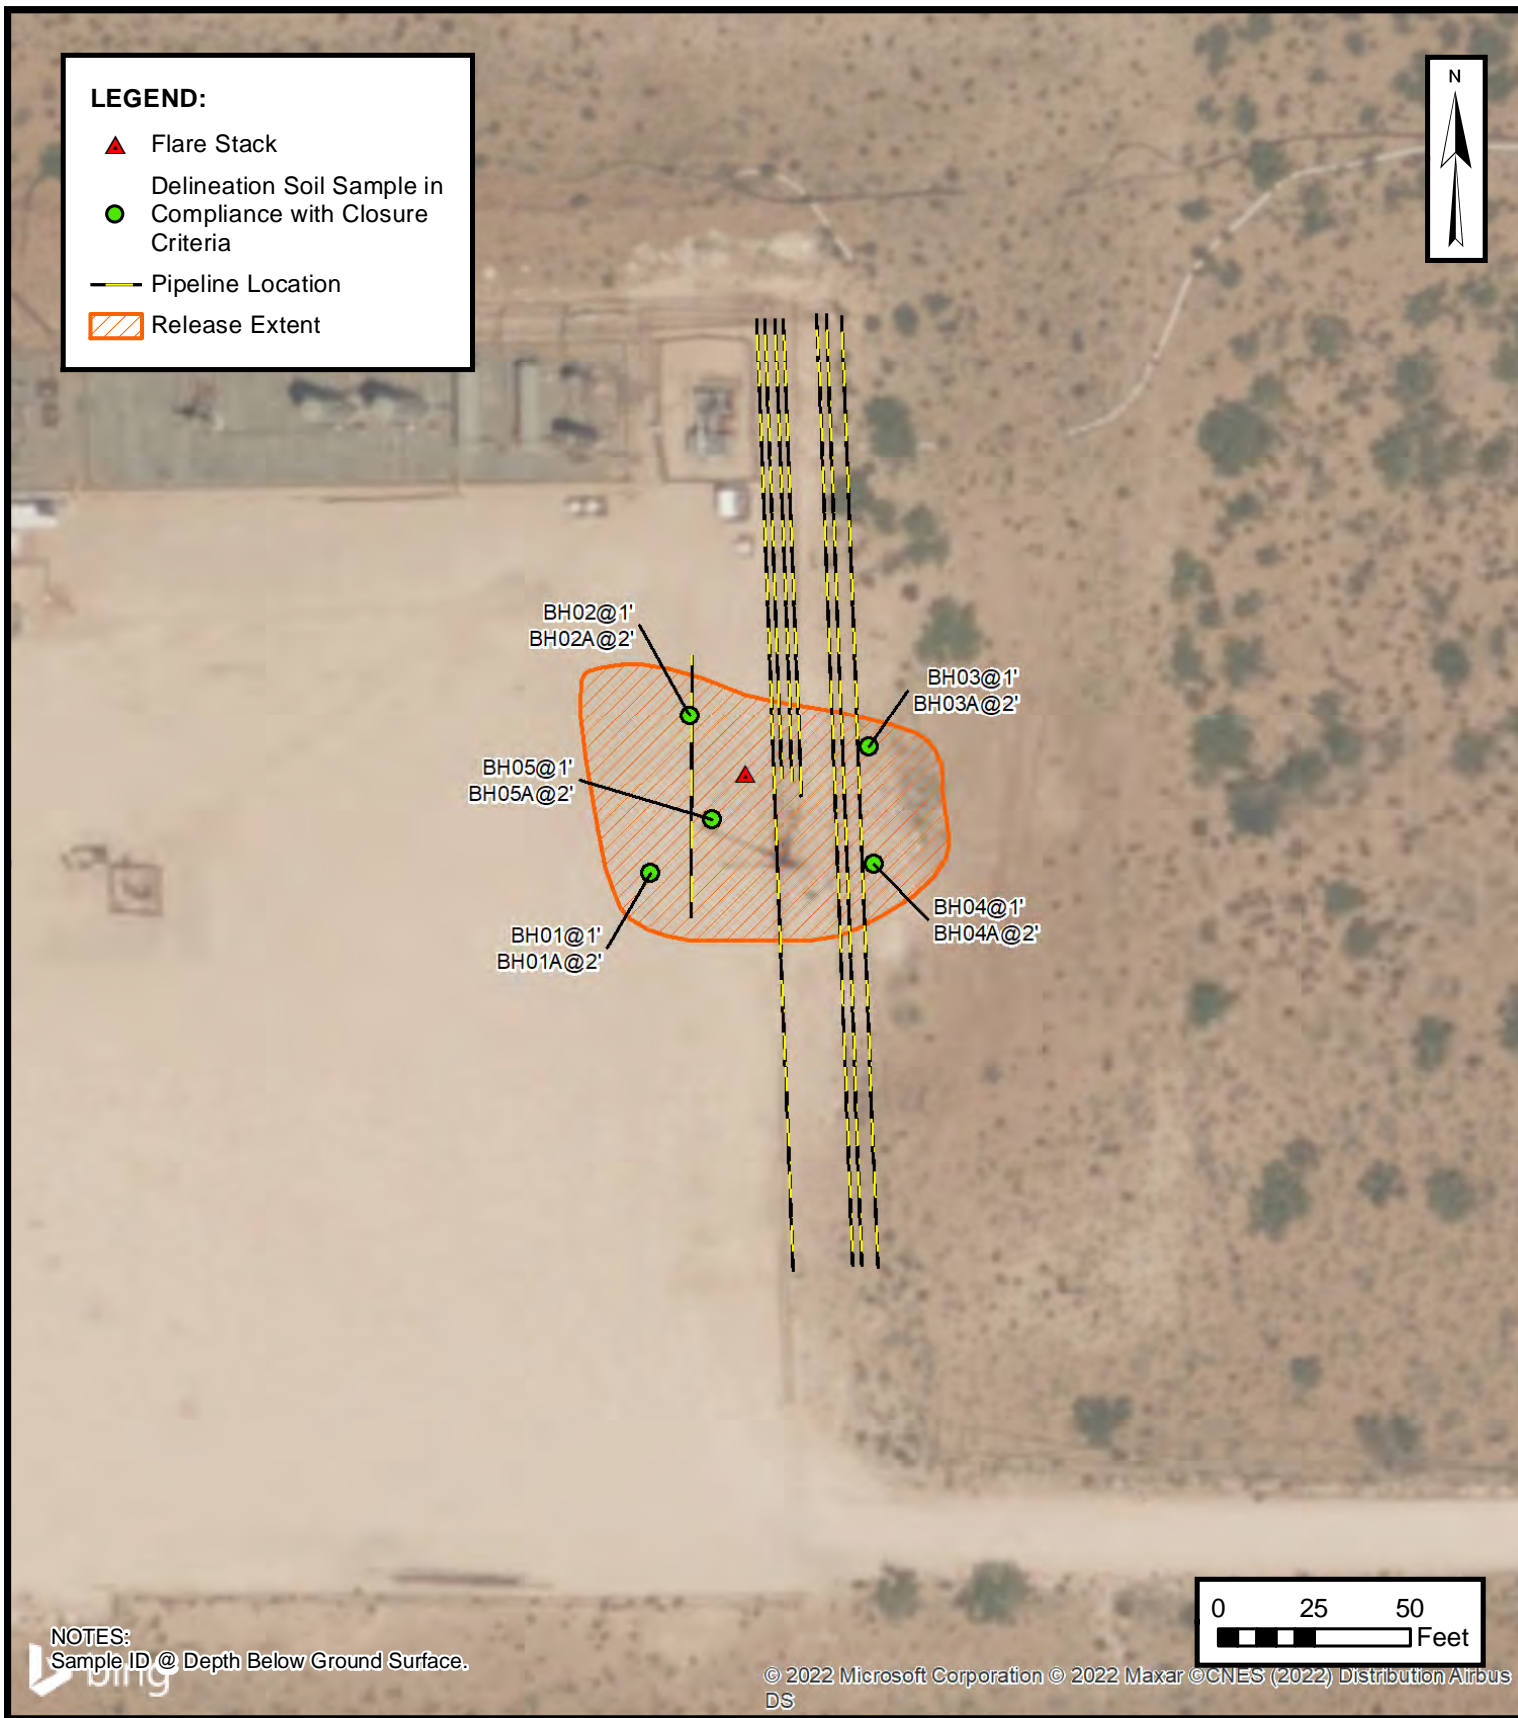 LEGEND:
Flare Stack
Delineation Soil Sample in
Compliance with Closure
Criteria
Pipeline Location
Release Extent
N
BH02@1'
BH02A@2'
BH03@1'
BH03A@2'
BH05@1'
BH05A@2'
BH04@1'
BH04A@2'
BH01@1'
BH01A@2'
0 25 50
Feet
NOTES:
Sample ID @ Depth Below Ground Surface.
bing
© 2022 Microsoft Corporation © 2022 Maxar ©CNES (2022) Distribution Airbus
DS